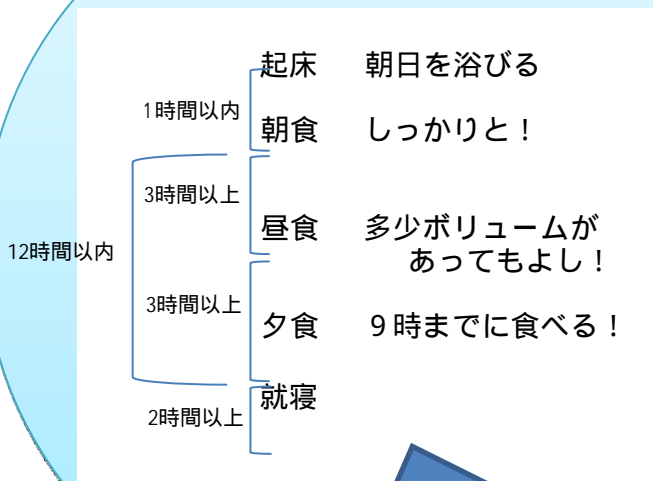 起床 朝日を浴びる
1時間以内
朝食 しっかりと！
3時間以上
昼食 多少ボリュームが
あってもよし！
12時間以内
3時間以上
夕食 ９時までに食べる！
就寝
2時間以上